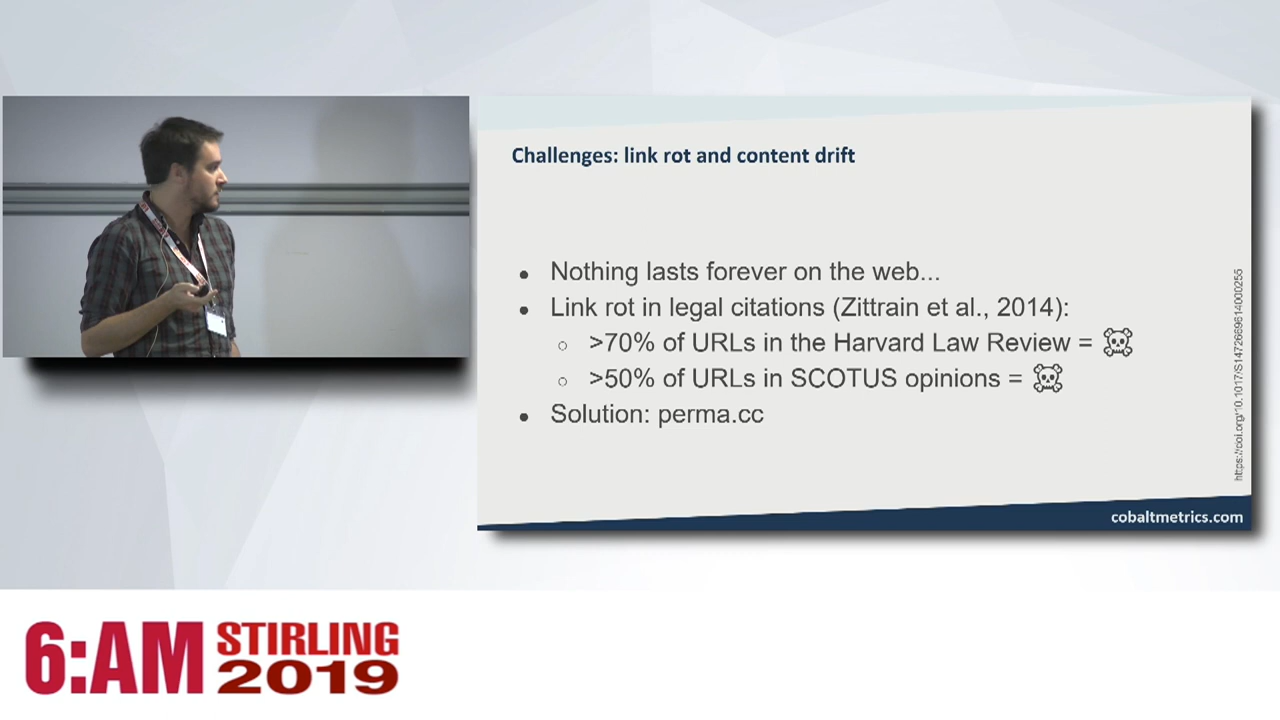 Challenges: link rot and content drift
● Nothing lasts forever on the web...
● Link rot in legal citations (Zittrain et al., 2014):
○ >70% of URLs in the Harvard Law Review = ☠
○ >50% of URLs in SCOTUS opinions = ☠
● Solution: perma.cc
https://doi.org/10.1017/S1472669614000255
cobaltmetrics.com
6:AM STIRLING
2019